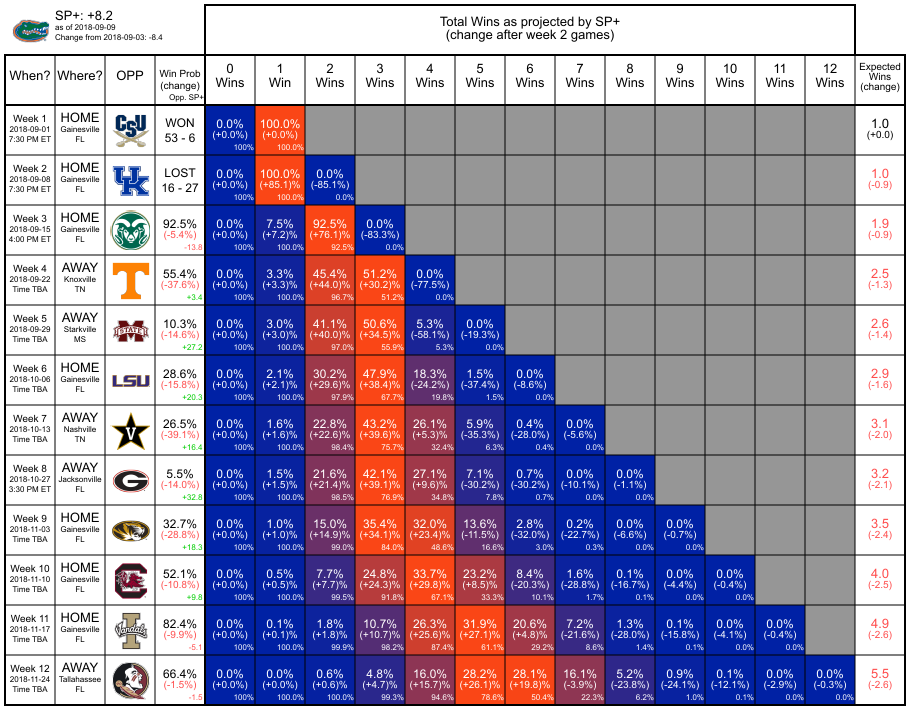 SP+: +8.2
as of 2018-09-09
Change from 2018-09-03: -8.4
Total Wins as projected by SP+
(change after week 2 games)
When? Where? OPP Win Prob (change) Opp. SP+ 0 Wins 1 Win 2 Wins 3 Wins 4 Wins 5 Wins 6 Wins 7 Wins 8 Wins 9 Wins 10 Wins 11 Wins 12 Wins Expected Wins (change)
Week 1 HOME CSU WON 0.0% 100.0% 1.0
2018-09-01 Gainesville 53 - 6 (+0.0%) (+0.0%) (+0.0)
7:30 PM ET FL 100% 100.0%
Week 2 HOME UK LOST 0.0% 100.0% 0.0% 1.0
2018-09-08 Gainesville 16 - 27 (+0.0%) (+85.1)% (-85.1%) (-0.9)
7:30 PM ET FL 100% 100.0% 0.0%
Week 3 HOME 92.5% 0.0% 7.5% 92.5% 0.0% 1.9
2018-09-15 Gainesville (-5.4%) (+0.0%) (+7.2)% (+76.1)% (-83.3%) (-0.9)
4:00 PM ET FL -13.8 100% 100.0% 92.5% 0.0%
Week 4 AWAY T 55.4% 0.0% 3.3% 45.4% 51.2% 0.0% 2.5
2018-09-22 Knoxville (-37.6%) (+0.0%) (+3.3%) (+44.0)% (+30.2)% (-77.5%) (-1.3)
Time TBA TN +3.4 100% 100.0% 96.7% 51.2% 0.0%
Week 5 AWAY M STATE 10.3% 0.0% 3.0% 41.1% 50.6% 5.3% 0.0% 2.6
2018-09-29 Starkville (-14.6%) (+0.0%) (+3.0)% (+40.0)% (+34.5)% (-58.1%) (-19.3%) (-1.4)
Time TBA MS +27.2 100% 100.0% 97.0% 55.9% 5.3% 0.0%
Week 6 HOME LSU 28.6% 0.0% 2.1% 30.2% 47.9% 18.3% 1.5% 0.0% 2.9
2018-10-06 Gainesville (-15.8%) (+0.0%) (+2.1)% (+29.6)% (+38.4)% (-24.2%) (-37.4%) (-8.6%) (-1.6)
Time TBA FL +20.3 100% 100.0% 97.9% 67.7% 19.8% 1.5% 0.0%
Week 7 AWAY V 26.5% 0.0% 1.6% 22.8% 43.2% 26.1% 5.9% 0.4% 0.0% 3.1
2018-10-13 Nashville (-39.1%) (+0.0%) (+1.6)% (+22.6)% (+39.6)% (+5.3)% (-35.3%) (-28.0%) (-5.6%) (-2.0)
Time TBA TN +16.4 100% 100.0% 98.4% 75.7% 32.4% 6.3% 0.4% 0.0%
Week 8 AWAY G 5.5% 0.0% 1.5% 21.6% 42.1% 27.1% 7.1% 0.7% 0.0% 0.0% 3.2
2018-10-27 Jacksonville (-14.0%) (+0.0%) (+1.5)% (+21.4)% (+39.1)% (+9.6)% (-30.2%) (-30.2%) (-10.1%) (-1.1%) (-2.1)
3:30 PM ET FL +32.8 100% 100.0% 98.5% 76.9% 34.8% 7.8% 0.7% 0.0% 0.0%
Week 9 HOME 32.7% 0.0% 1.0% 15.0% 35.4% 32.0% 13.6% 2.8% 0.2% 0.0% 0.0% 3.5
2018-11-03 Gainesville (-28.8%) (+0.0%) (+1.0)% (+14.9)% (+34.1)% (+23.4)% (-11.5%) (-32.0%) (-22.7%) (-6.6%) (-0.7%) (-2.4)
Time TBA FL +18.3 100% 100.0% 99.0% 84.0% 48.6% 16.6% 3.0% 0.3% 0.0% 0.0%
Week 10 HOME C 52.1% 0.0% 0.5% 7.7% 24.8% 33.7% 23.2% 8.4% 1.6% 0.1% 0.0% 0.0% 4.0
2018-11-10 Gainesville (-10.8%) (+0.0%) (+0.5)% (+7.7)% (+24.3)% (+29.8)% (+8.5)% (-20.3%) (-28.8%) (-16.7%) (-4.4%) (-0.4%) (-2.5)
Time TBA FL +9.8 100% 100.0% 99.5% 91.8% 67.1% 33.3% 10.1% 1.7% 0.1% 0.0% 0.0%
Week 11 HOME I Vandals 82.4% 0.0% 0.1% 1.8% 10.7% 26.3% 31.9% 20.6% 7.2% 1.3% 0.1% 0.0% 0.0% 4.9
2018-11-17 Gainesville (-9.9%) (+0.0%) (+0.1)% (+1.8)% (+10.7)% (+25.6)% (+27.1)% (+4.8)% (-21.6%) (-28.0%) (-15.8%) (-4.1%) (-0.4%) (-2.6)
Time TBA FL -5.1 100% 100.0% 99.9% 98.2% 87.4% 61.1% 29.2% 8.6% 1.4% 0.1% 0.0% 0.0%
Week 12 AWAY 66.4% 0.0% 0.0% 0.6% 4.8% 16.0% 28.2% 28.1% 16.1% 5.2% 0.9% 0.1% 0.0% 0.0% 5.5
2018-11-24 Tallahassee (-1.5%) (+0.0%) (+0.0%) (+0.6)% (+4.7)% (+15.7)% (+26.1)% (+19.8)% (-3.9%) (-23.8%) (-24.1%) (-12.1%) (-2.9%) (-0.3%) (-2.6)
Time TBA FL -1.5 100% 100.0% 100.0% 99.3% 94.6% 78.6% 50.4% 22.3% 6.2% 1.0% 0.1% 0.0% 0.0%